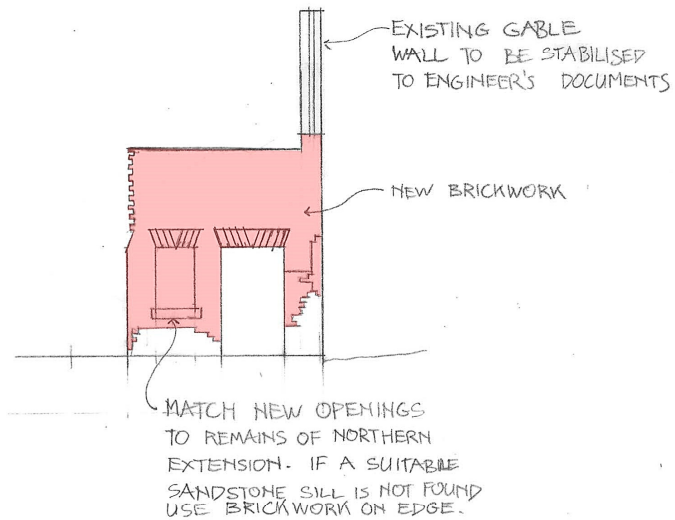 EXISTING GABLE
WALL TO BE STABILISED
TO ENGINEER'S DOCUMENTS
NEW BRICKWORK
MATCH NEW OPENINGS
TO REMAINS OF NORTHERN
EXTENSION. IF A SUITABLE
SANDSTONE SILL IS NOT FOUND
USE BRICKWORK ON EDGE.